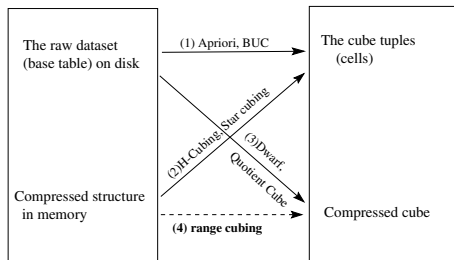 The raw dataset
(base table) on disk
(1) Apriori, BUC
The cube tuples
(cells)
(2)H-Cubing, Star cubing
(3)Dwarf,
Quotient Cube
Compressed structure
in memory
Compressed cube
(4) range cubing